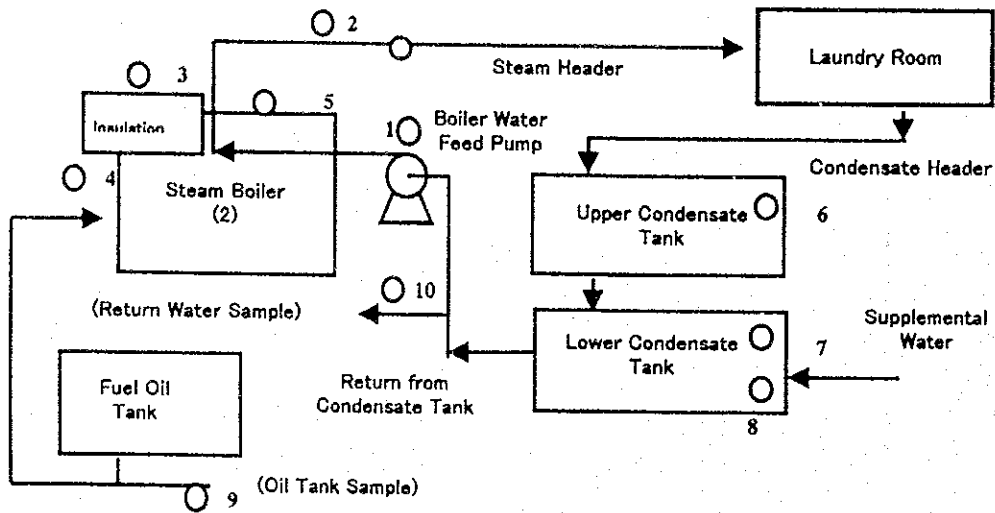 2
Laundry Room
Steam Header
3
5
Insulation
1
Boiler Water
Feed Pump
Condensate Header
4
Steam Boiler
(2)
Upper Condensate
Tank
6
10
(Return Water Sample)
Supplemental
Water
Lower Condensate
Tank
7
Fuel Oil
Tank
Return from
Condensate Tank
8
9
(Oil Tank Sample)